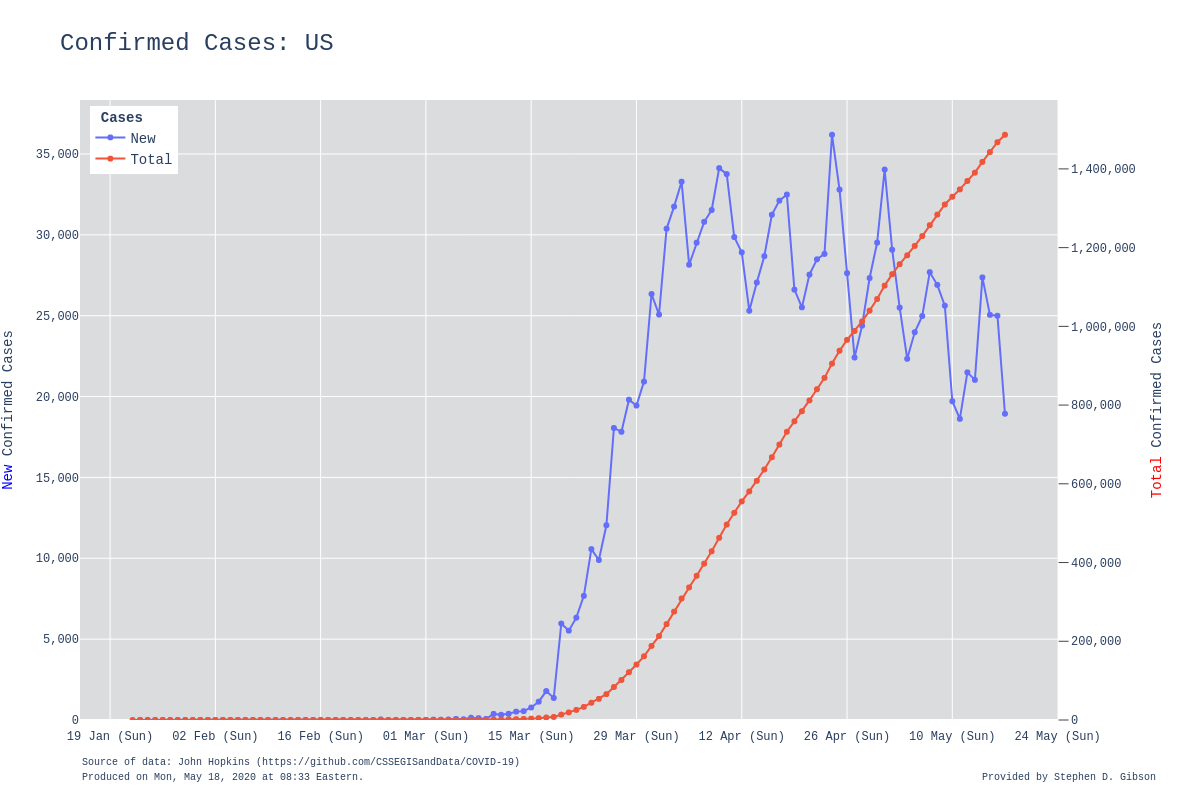 Confirmed Cases: US
Cases
New
Total
35,000
30,000
25,000
20,000
15,000
10,000
5,000
0
New Confirmed Cases
1,400,000
1,200,000
1,000,000
800,000
600,000
400,000
200,000
0
Total Confirmed Cases
19 Jan (Sun) 02 Feb (Sun) 16 Feb (Sun) 01 Mar (Sun) 15 Mar (Sun) 29 Mar (Sun) 12 Apr (Sun) 26 Apr (Sun) 10 May (Sun) 24 May (Sun)
Source of data: John Hopkins (https://github.com/CSSEGISandData/COVID-19)
Produced on Mon, May 18, 2020 at 08:33 Eastern.
Provided by Stephen D. Gibson